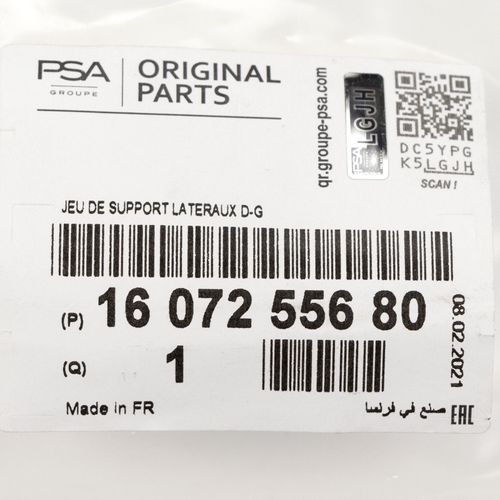 PSA
GROUPE
ORIGINAL
PARTS
qr.groupe-psa.com
PSA
LGJH
DC5YPG
K5LGJH
SCAN !
JEU DE SUPPORT LATERAUX D-G
(P) 16 072 556 80
08.02.2021
(Q) 1
Made in FR
صنع في فرنسا
EAC